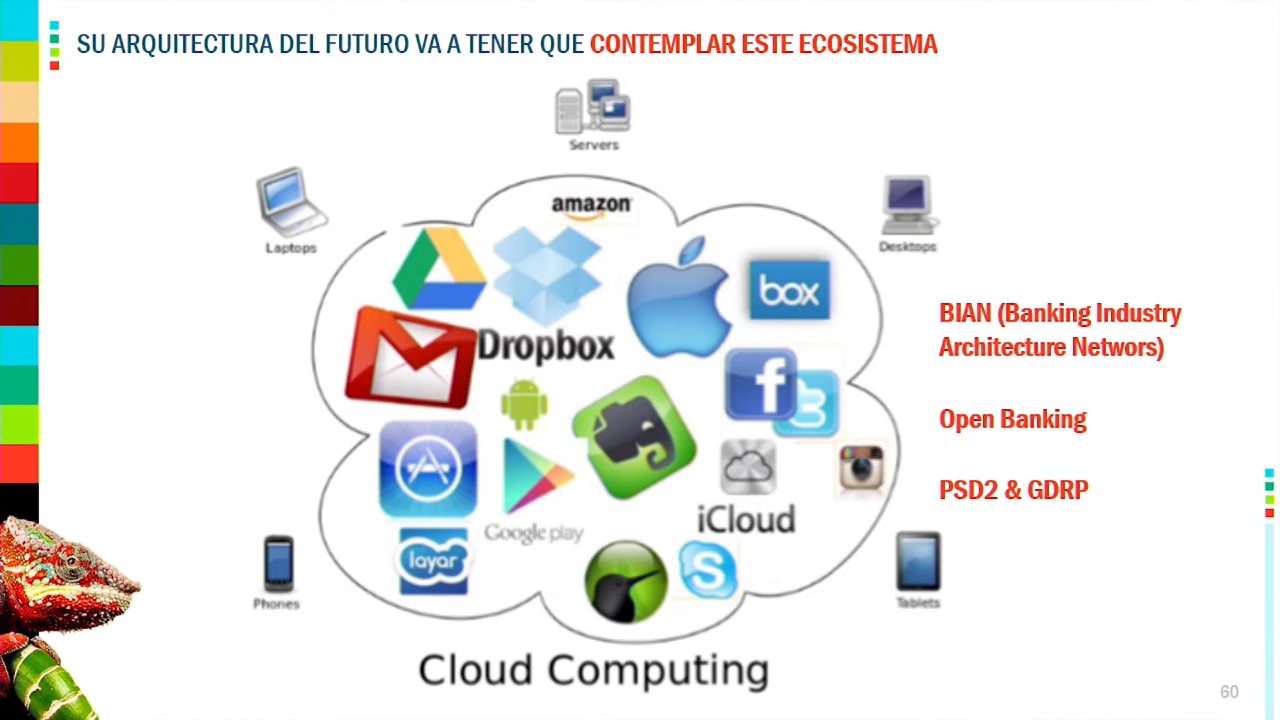 SU ARQUITECTURA DEL FUTURO VA A TENER QUE CONTEMPLAR ESTE ECOSISTEMA
Servers
Laptops
amazon
Desktops
box
Dropbox
BIAN (Banking Industry
Architecture Networs)
f
t
Open Banking
PSD2 & GDRP
iCloud
Google play
layar
S
Phones
Tablets
Cloud Computing
60